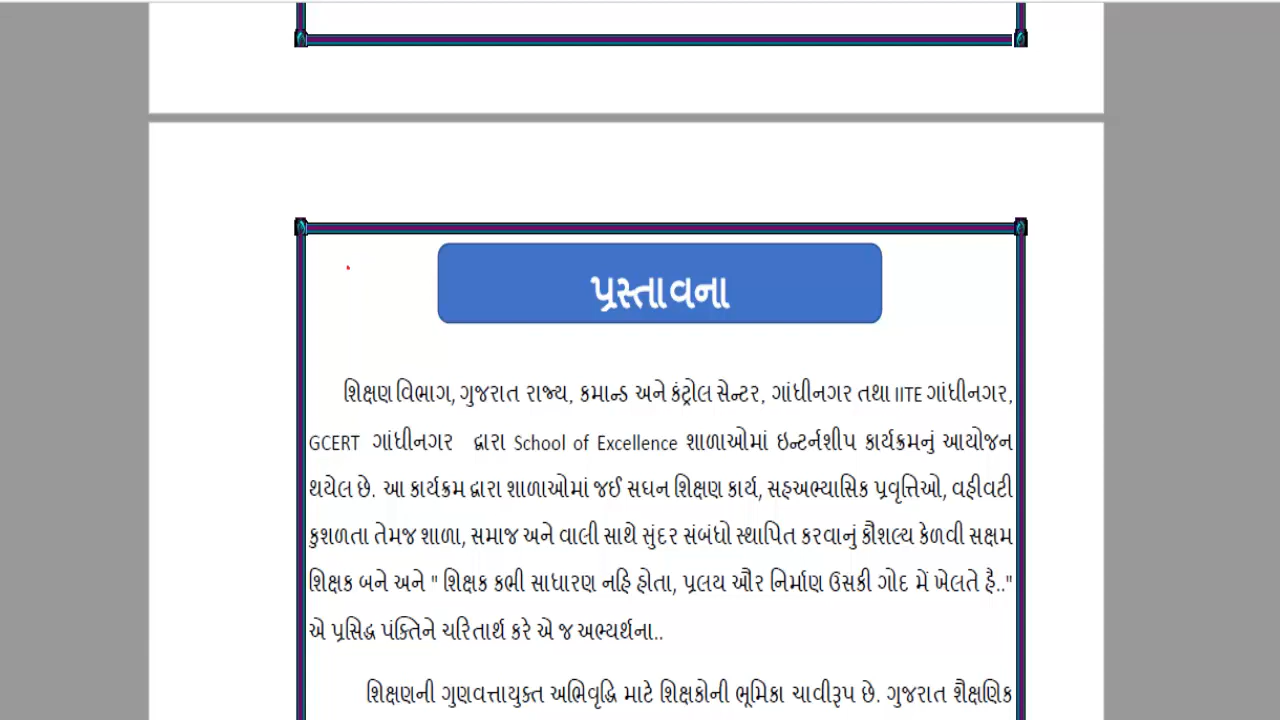 પ્રસ્તાવના
શિક્ષણ વિભાગ, ગુજરાત રાજ્ય, કમાન્ડ અને કંટ્રોલ સેન્ટર, ગાંધીનગર તથા IITE ગાંધીનગર,
GCERT ગાંધીનગર દ્વારા School of Excellence શાળાઓમાં ઇન્ટર્નશીપ કાર્યક્રમનું આયોજન
થયેલ છે. આ કાર્યક્રમ દ્વારા શાળાઓમાં જઈ સઘન શિક્ષણ કાર્ય, સહઅભ્યાસિક પ્રવૃત્તિઓ, વહીવટી
કુશળતા તેમજ શાળા, સમાજ અને વાલી સાથે સુંદર સંબંધો સ્થાપિત કરવાનું કૌશલ્ય કેળવી સક્ષમ
શિક્ષક બને અને " શિક્ષક કભી સાધારણ નહિ હોતા, પ્રલય ઔર નિર્માણ ઉસકી ગોદ મેં ખેલતે હૈ.."
એ પ્રસિદ્ધ પંક્તિને ચરિતાર્થ કરે એ જ અભ્યર્થના..
શિક્ષણની ગુણવત્તાયુક્ત અભિવૃદ્ધિ માટે શિક્ષકોની ભૂમિકા ચાવીરૂપ છે. ગુજરાત શૈક્ષણિક